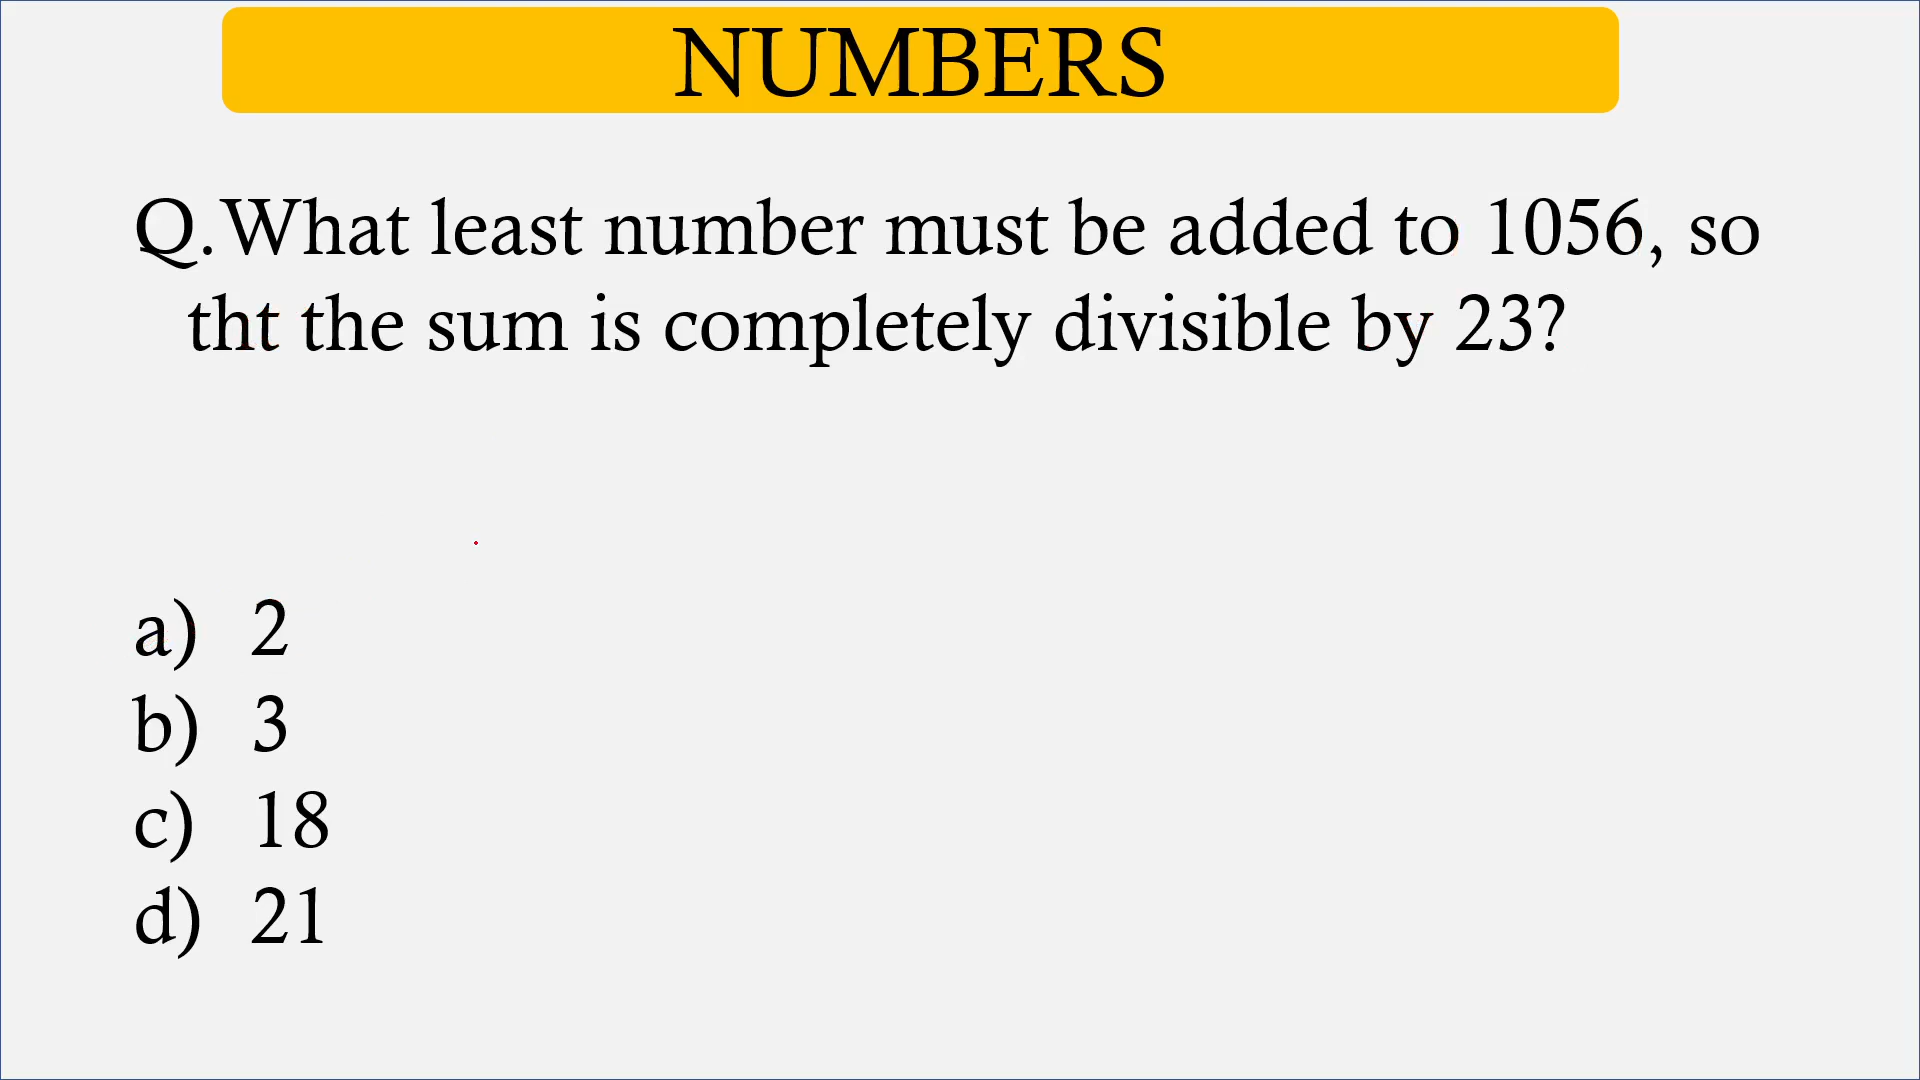 NUMBERS
Q.What least number must be added to 1056, so
tht the sum is completely divisible by 23?
a) 2
b) 3
c) 18
d) 21